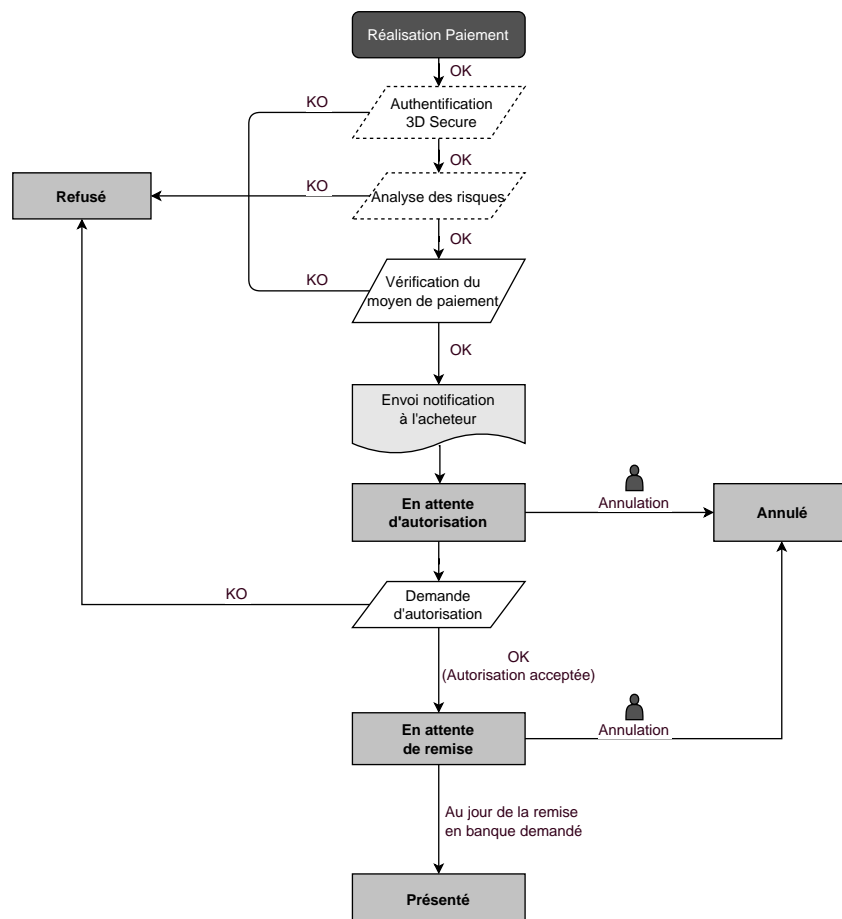 Réalisation Paiement
OK
KO
Authentification
3D Secure
OK
Refusé
KO
Analyse des risques
OK
KO
Vérification du
moyen de paiement
OK
Envoi notification
à l'acheteur
En attente
d'autorisation
Annulation
Annulé
KO
Demande
d'autorisation
OK
(Autorisation acceptée)
En attente
de remise
Annulation
Au jour de la remise
en banque demandé
Présenté